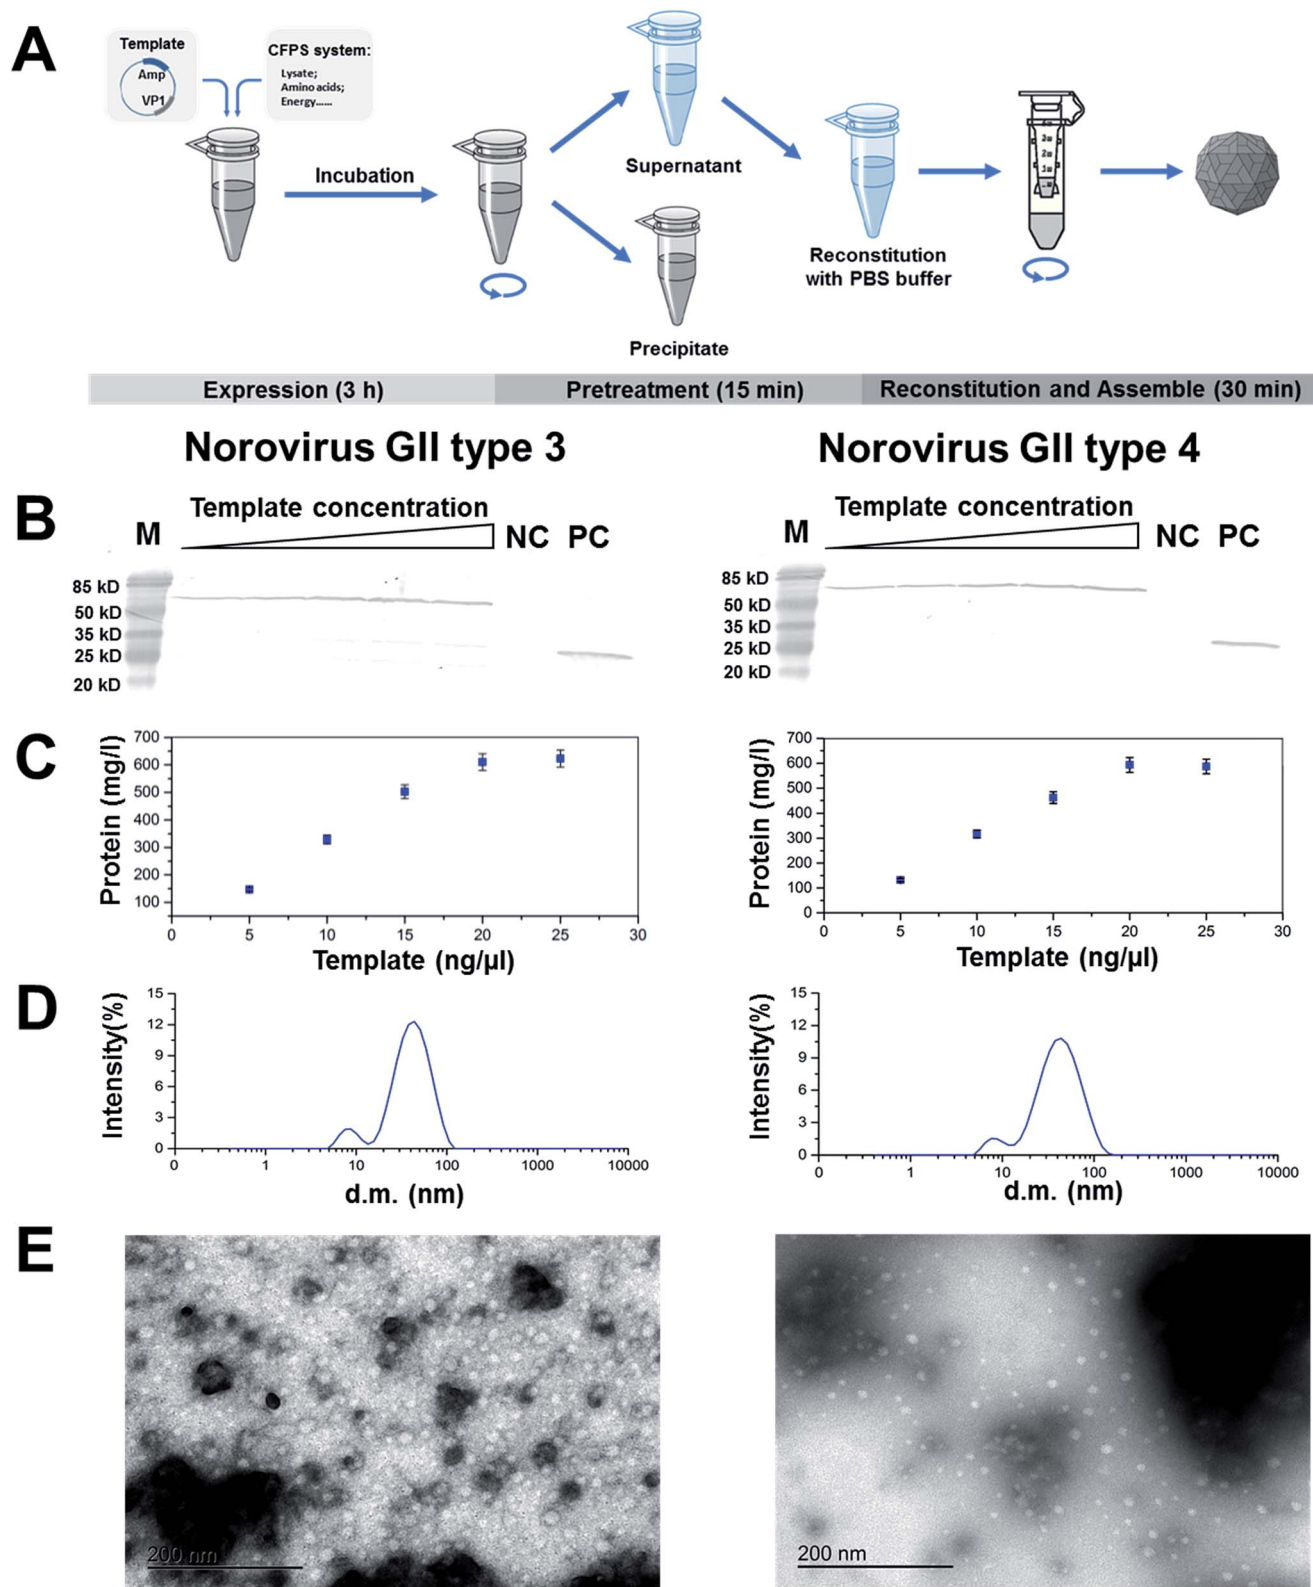 A
Template
Amp
VP1
CFPS system:
Lysate;
Amino acids;
Energy......
Incubation
Supernatant
Precipitate
Reconstitution
with PBS buffer
Expression (3 h)
Pretreatment (15 min)
Reconstitution and Assemble (30 min)
Norovirus GII type 3
Norovirus GII type 4
B
M
Template concentration
NC
PC
85 kD
50 kD
35 kD
25 kD
20 kD
M
Template concentration
NC
PC
85 kD
50 kD
35 kD
25 kD
20 kD
C
Protein (mg/l)
700
600
500
400
300
200
100
0 5 10 15 20 25 30
Template (ng/µl)
Protein (mg/l)
700
600
500
400
300
200
100
0
0 5 10 15 20 25 30
Template (ng/µl)
D
Intensity(%)
15
12
9
6
3
0
0 1 10 100 1000 10000
d.m. (nm)
Intensity(%)
15
12
9
6
3
0
0 1 10 100 1000 10000
d.m. (nm)
E
200 nm
200 nm